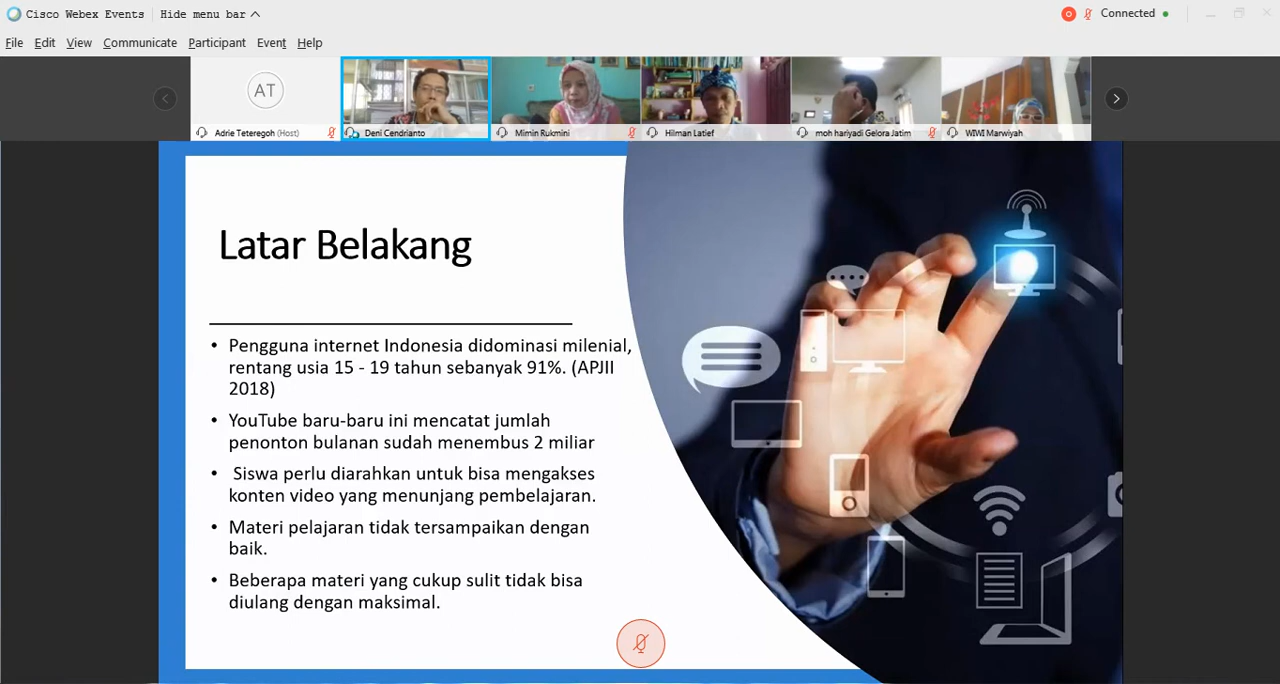 Cisco Webex Events
Hide menu bar
Connected
File Edit View Communicate Participant Event Help
AT
Adrie Teteregoh (Host)
Deni Cendrianto
Mimin Rukmini
Hilman Latief
moh hariyadi Gelora Jatim
WIWI Marwiyah
Latar Belakang
• Pengguna internet Indonesia didominasi milenial,
rentang usia 15 - 19 tahun sebanyak 91%. (APJII
2018)
• YouTube baru-baru ini mencatat jumlah
penonton bulanan sudah menembus 2 miliar
• Siswa perlu diarahkan untuk bisa mengakses
konten video yang menunjang pembelajaran.
• Materi pelajaran tidak tersampaikan dengan
baik.
• Beberapa materi yang cukup sulit tidak bisa
diulang dengan maksimal.